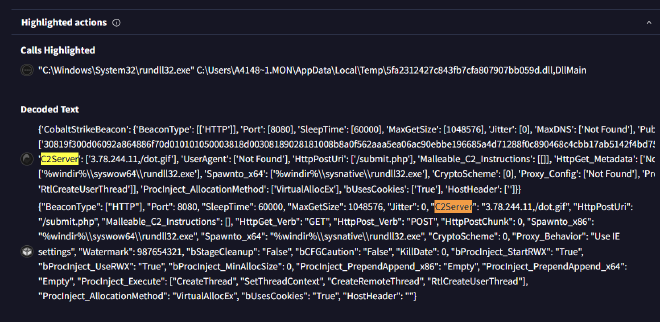 Highlighted actions
Calls Highlighted
"C:\Windows\System32\rundll32.exe" C:\Users\A4148~1.MON\AppData\Local\Temp\5fa2312427c843fb7cfa807907bb059d.dll,DllMain
Decoded Text
{'CobaltStrikeBeacon': {'BeaconType': [['HTTP']], 'Port': [8080], 'SleepTime': [60000], 'MaxGetSize': [1048576], 'Jitter': [0], 'MaxDNS': ['Not Found'], 'Pub
'C2Server': ['3.78.244.11,/dot.gif'], 'UserAgent': ['Not Found'], 'HttpPostUri': ['/submit.php'], 'Malleable_C2_Instructions': [[]], 'HttpGet_Metadata': ['No
['%windir%\\syswow64\\rundll32.exe'], 'Spawnto_x64': ['%windir%\\sysnative\\rundll32.exe'], 'CryptoScheme': [0], 'Proxy_Config': ['Not Found'], 'Pro
'RtlCreateUserThread']], 'ProcInject_AllocationMethod': ['VirtualAllocEx'], 'bUsesCookies': ['True'], 'HostHeader': ['']}}
{"BeaconType": ["HTTP"], "Port": 8080, "SleepTime": 60000, "MaxGetSize": 1048576, "Jitter": 0, "C2Server": "3.78.244.11,/dot.gif", "HttpPostUri":
"/submit.php", "Malleable_C2_Instructions": [], "HttpGet_Verb": "GET", "HttpPost_Verb": "POST", "HttpPostChunk": 0, "Spawnto_x86":
"%windir%\\syswow64\\rundll32.exe", "Spawnto_x64": "%windir%\\sysnative\\rundll32.exe", "CryptoScheme": 0, "Proxy_Behavior": "Use IE
settings", "Watermark": 987654321, "bStageCleanup": "False", "bCFGCaution": "False", "KillDate": 0, "bProcInject_StartRWX": "True",
"bProcInject_UseRWX": "True", "bProcInject_MinAllocSize": 0, "ProcInject_PrependAppend_x86": "Empty", "ProcInject_PrependAppend_x64":
"Empty", "ProcInject_Execute": ["CreateThread", "SetThreadContext", "CreateRemoteThread", "RtlCreateUserThread"],
"ProcInject_AllocationMethod": "VirtualAllocEx", "bUsesCookies": "True", "HostHeader": ""}